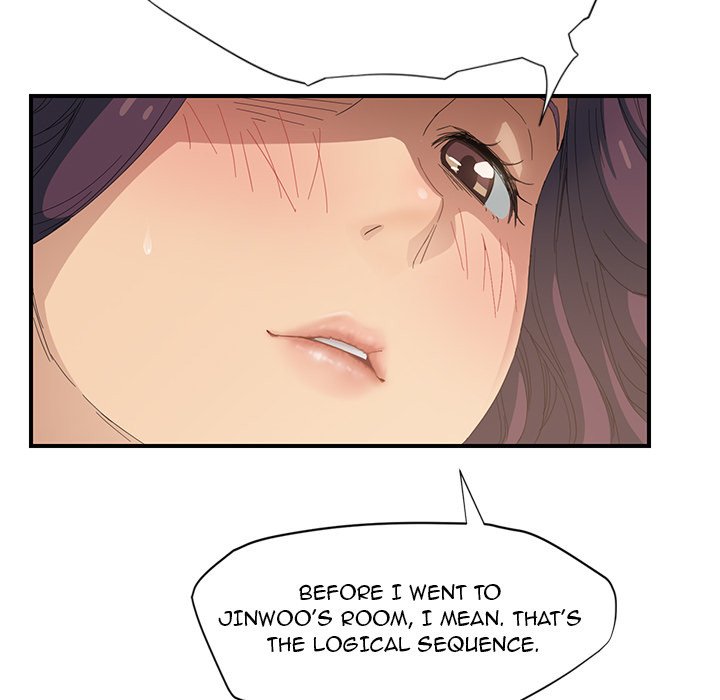 BEFORE I WENT TO
JINWOO'S ROOM, I MEAN. THAT'S
THE LOGICAL SEQUENCE.